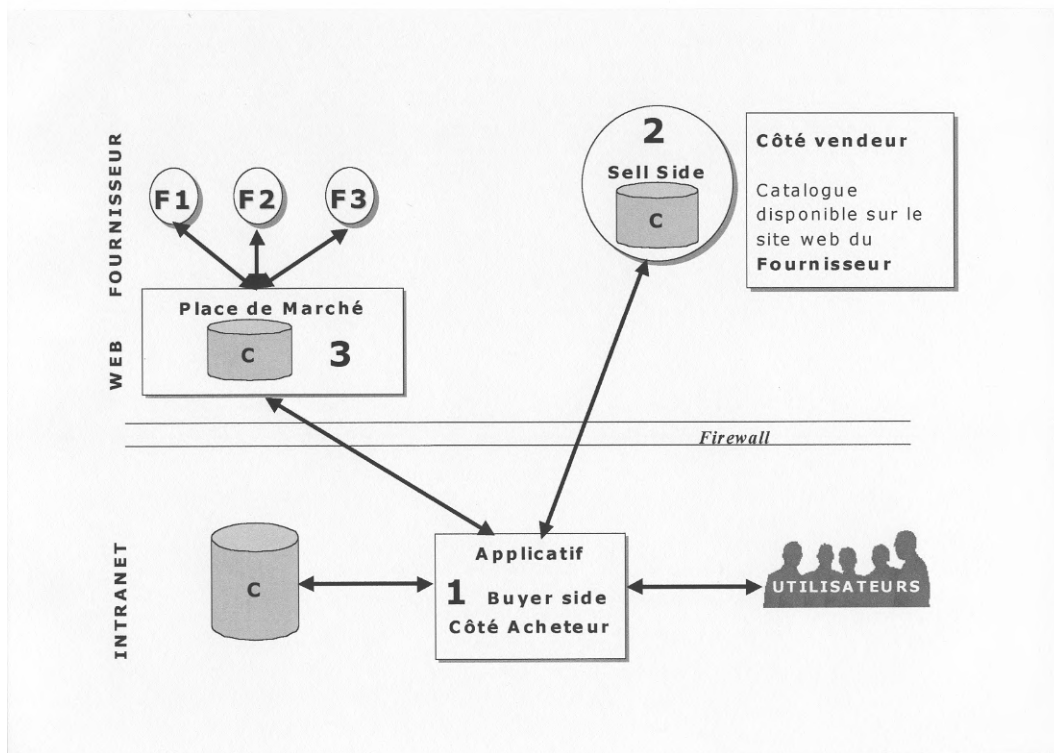 FOURNISSEUR
F1
F2
F3
2
Sell Side
C
Côté vendeur
Catalogue
disponible sur le
site web du
Fournisseur
WEB
Place de Marché
C
3
Firewall
INTRANET
C
Applicatif
1 Buyer side
Côté Acheteur
UTILISATEURS